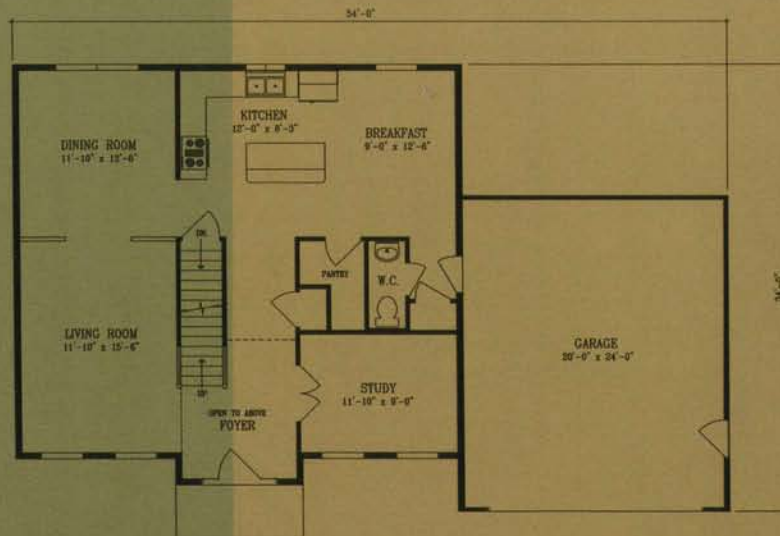 54'-0"
KITCHEN
12'-0" x 8'-3"
DINING ROOM
11'-10" x 12'-6"
BREAKFAST
9'-0" x 12'-6"
DN.
PANTRY
W.C.
LIVING ROOM
11'-10" x 15'-6"
GARAGE
20'-0" x 24'-0"
STUDY
11'-10" x 9'-0"
UP
OPEN TO ABOVE
FOYER